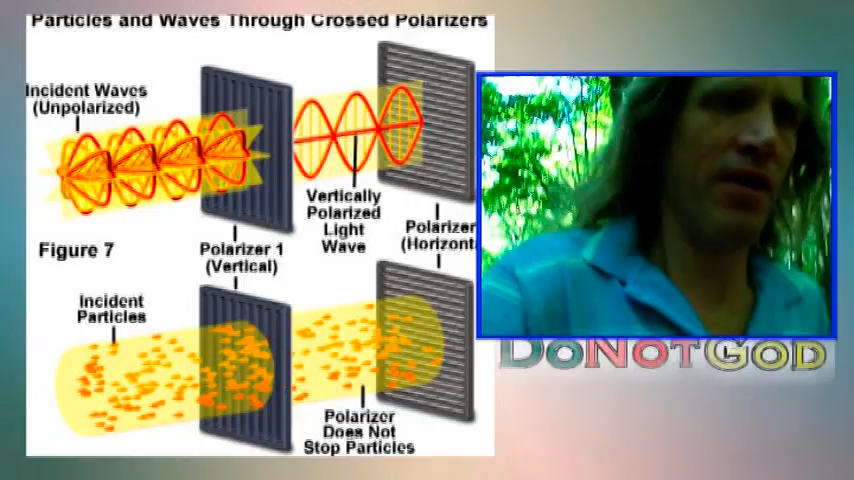 Particles and Waves Through Crossed Polarizers
Incident Waves
(Unpolarized)
Vertically
Polarized
Light
Wave
Polarizer
(Horizont
Polarizer 1
(Vertical)
Figure 7
Incident
Particles
Polarizer
Does Not
Stop Particles
DoNotGod